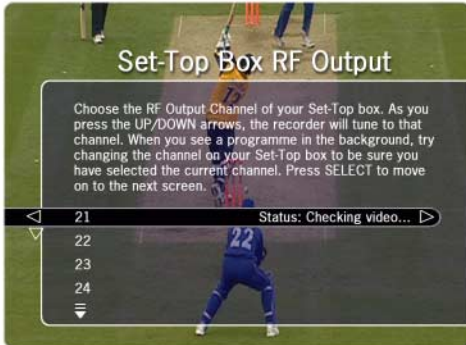 Set-Top Box RF Output
Choose the RF Output Channel of your Set-Top box. As you
press the UP/DOWN arrows, the recorder will tune to that
channel. When you see a programme in the background, try
changing the channel on your Set-Top box to be sure you
have selected the current channel. Press SELECT to move
on to the next screen.
21 Status: Checking video...
22
23
24
13
22